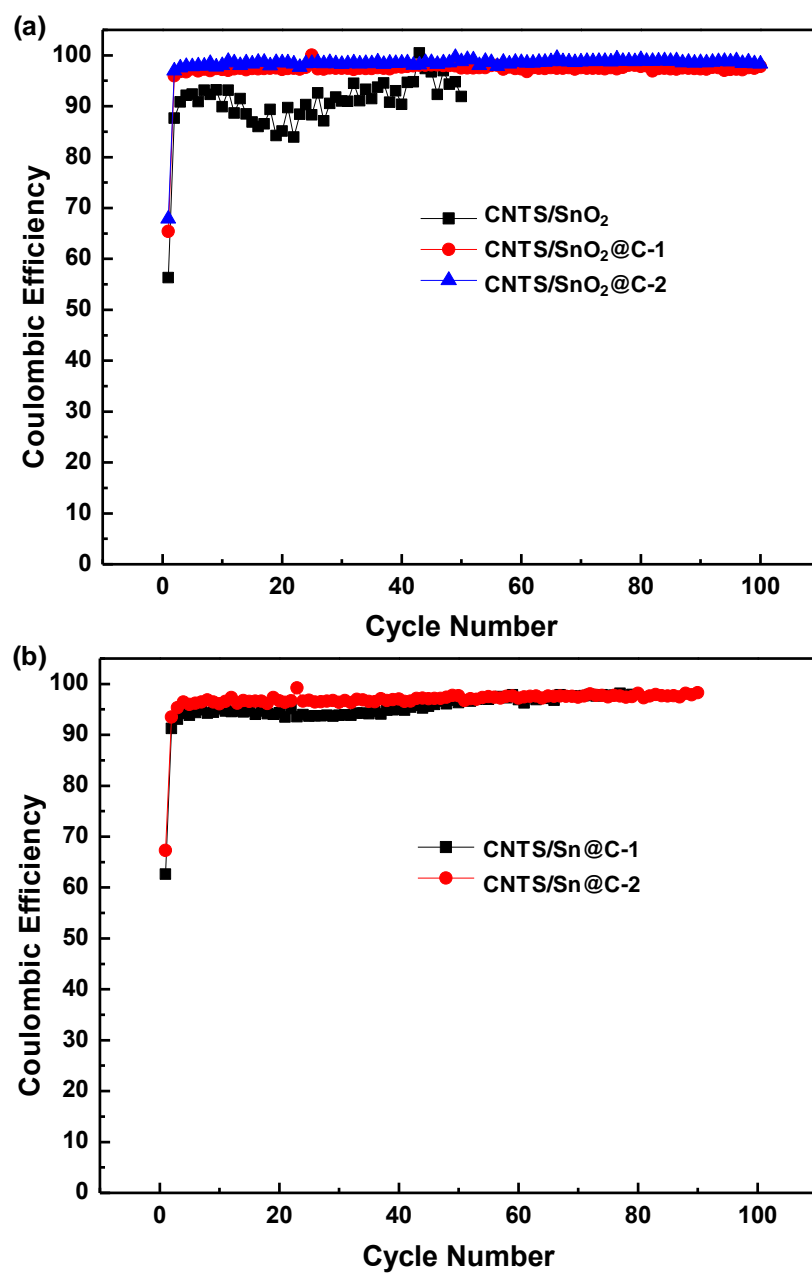 (a)
100
90
80
70
60
50
40
30
20
10
0
Coulombic Efficiency
CNTS/SnO₂
CNTS/SnO₂@C-1
CNTS/SnO₂@C-2
0 20 40 60 80 100
Cycle Number
(b)
100
90
80
70
60
50
40
30
20
10
0
Coulombic Efficiency
CNTS/Sn@C-1
CNTS/Sn@C-2
0 20 40 60 80 100
Cycle Number